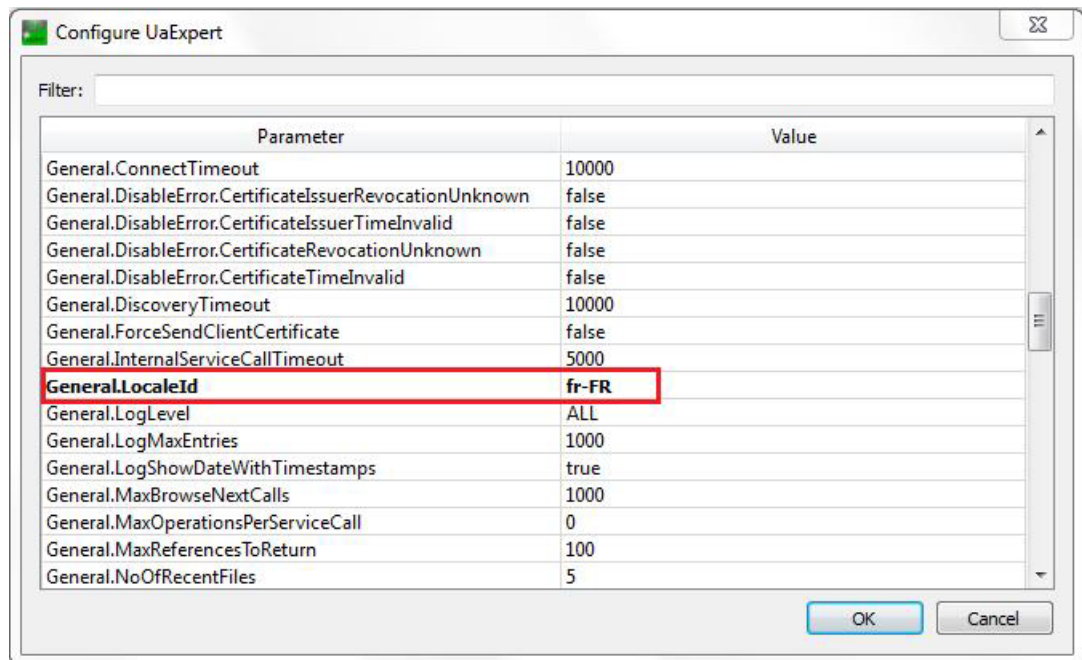 Configure UaExpert
Filter:
Parameter Value
General.ConnectTimeout 10000
General.DisableError.CertificateIssuerRevocationUnknown false
General.DisableError.CertificateIssuerTimeInvalid false
General.DisableError.CertificateRevocationUnknown false
General.DisableError.CertificateTimeInvalid false
General.DiscoveryTimeout 10000
General.ForceSendClientCertificate false
General.InternalServiceCallTimeout 5000
General.LocaleId fr-FR
General.LogLevel ALL
General.LogMaxEntries 1000
General.LogShowDateWithTimestamps true
General.MaxBrowseNextCalls 1000
General.MaxOperationsPerServiceCall 0
General.MaxReferencesToReturn 100
General.NoOfRecentFiles 5
OK Cancel